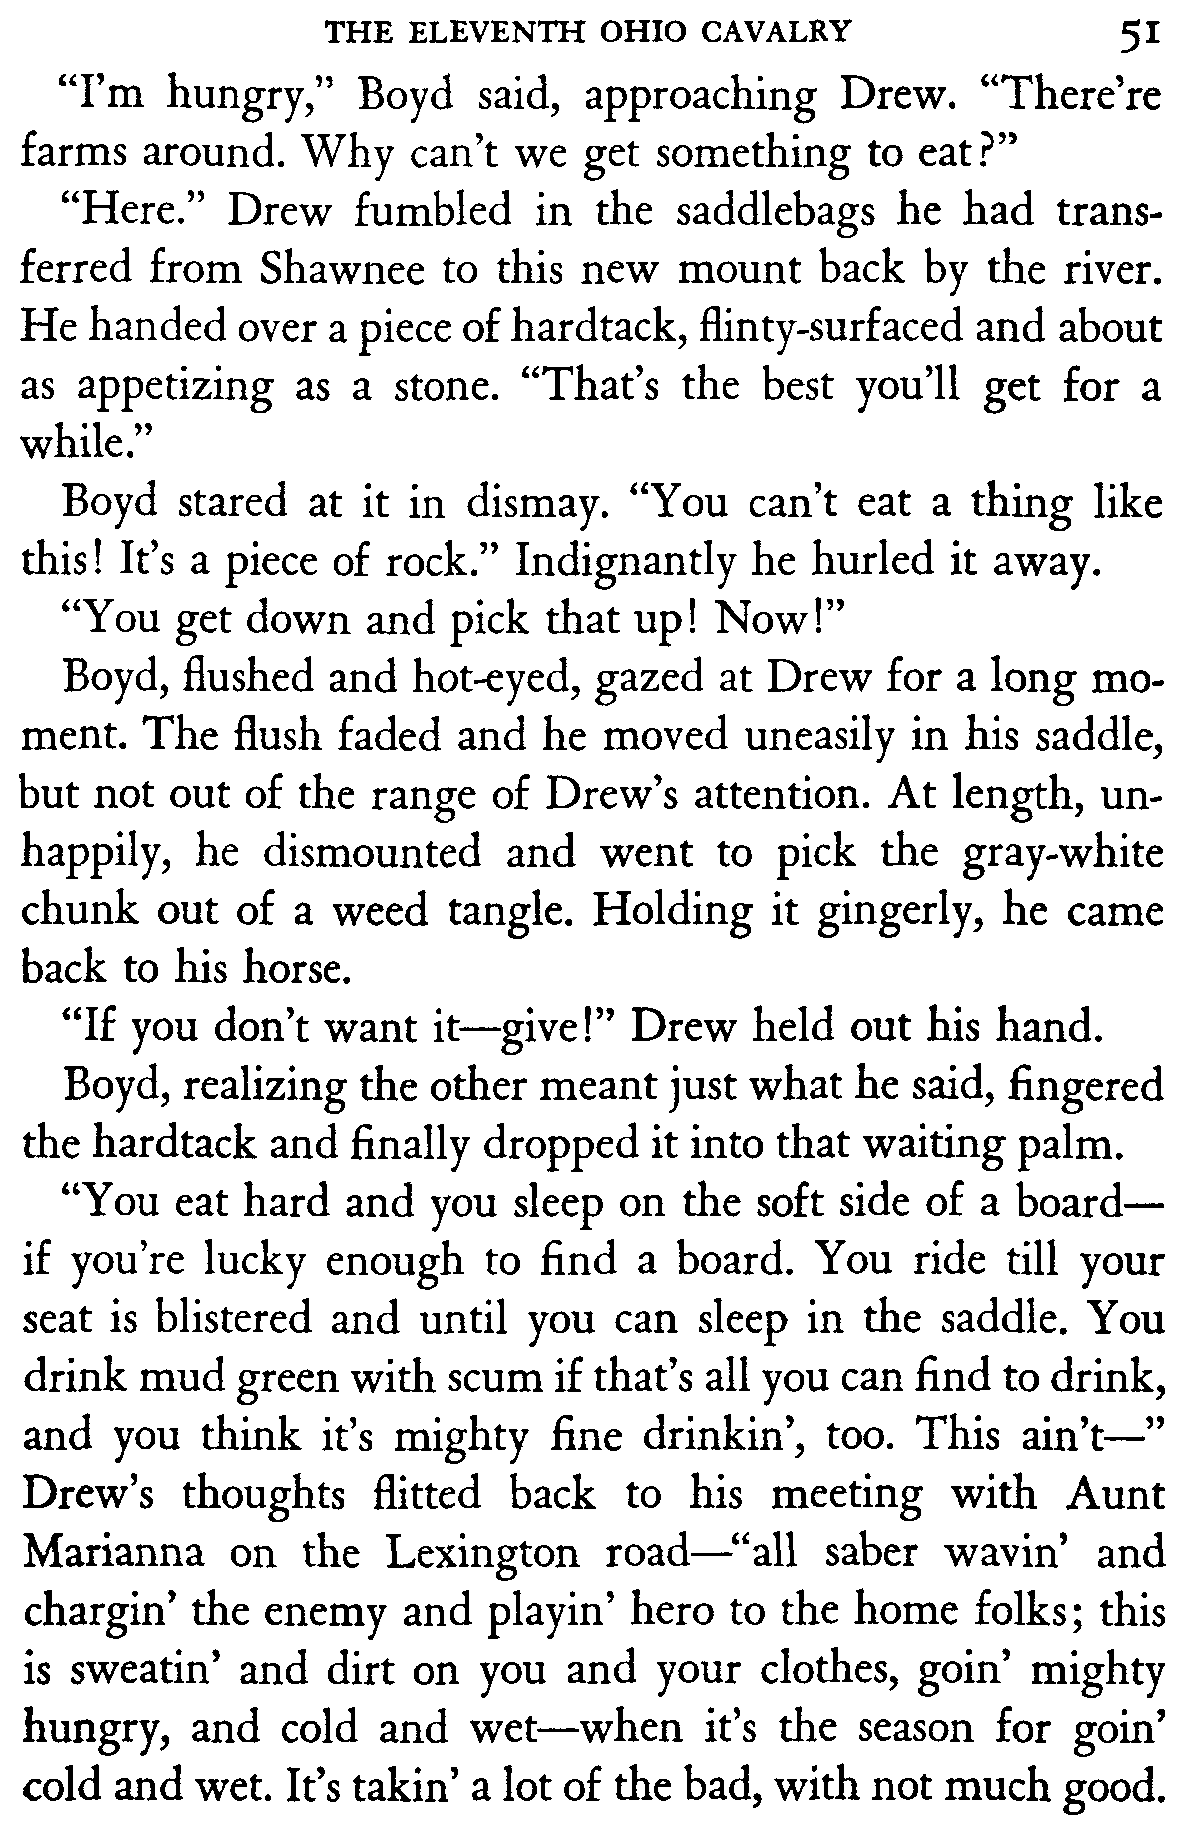 THE ELEVENTH OHIO CAVALRY 51
“I’m hungry,” Boyd said, approaching Drew. “There’re
farms around. Why can’t we get something to eat?”
“Here.” Drew fumbled in the saddlebags he had trans-
ferred from Shawnee to this new mount back by the river.
He handed over a piece of hardtack, flinty-surfaced and about
as appetizing as a stone. “That’s the best you’ll get for a
while.”
Boyd stared at it in dismay. “You can’t eat a thing like
this! It’s a piece of rock.” Indignantly he hurled it away.
“You get down and pick that up! Now!”
Boyd, flushed and hot-eyed, gazed at Drew for a long mo-
ment. The flush faded and he moved uneasily in his saddle,
but not out of the range of Drew’s attention. At length, un-
happily, he dismounted and went to pick the gray-white
chunk out of a weed tangle. Holding it gingerly, he came
back to his horse.
“If you don’t want it—give!” Drew held out his hand.
Boyd, realizing the other meant just what he said, fingered
the hardtack and finally dropped it into that waiting palm.
“You eat hard and you sleep on the soft side of a board—
if you’re lucky enough to find a board. You ride till your
seat is blistered and until you can sleep in the saddle. You
drink mud green with scum if that’s all you can find to drink,
and you think it’s mighty fine drinkin’, too. This ain’t—”
Drew’s thoughts flitted back to his meeting with Aunt
Marianna on the Lexington road—“all saber wavin’ and
chargin’ the enemy and playin’ hero to the home folks; this
is sweatin’ and dirt on you and your clothes, goin’ mighty
hungry, and cold and wet—when it’s the season for goin’
cold and wet. It’s takin’ a lot of the bad, with not much good.